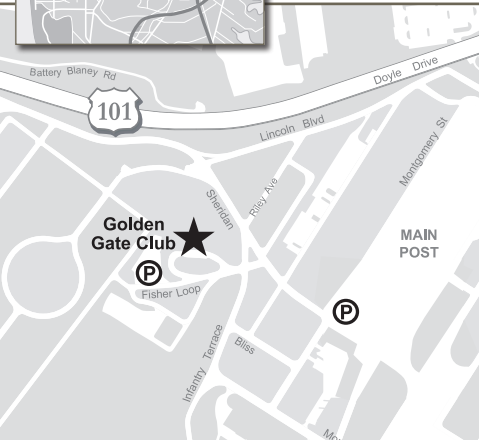 Battery Blaney Rd
Doyle Drive
101
Lincoln Blvd
Montgomery St
Sheridan
Riley Ave
Golden
Gate Club
MAIN
POST
P
Fisher Loop
P
Infantry Terrace
Bliss